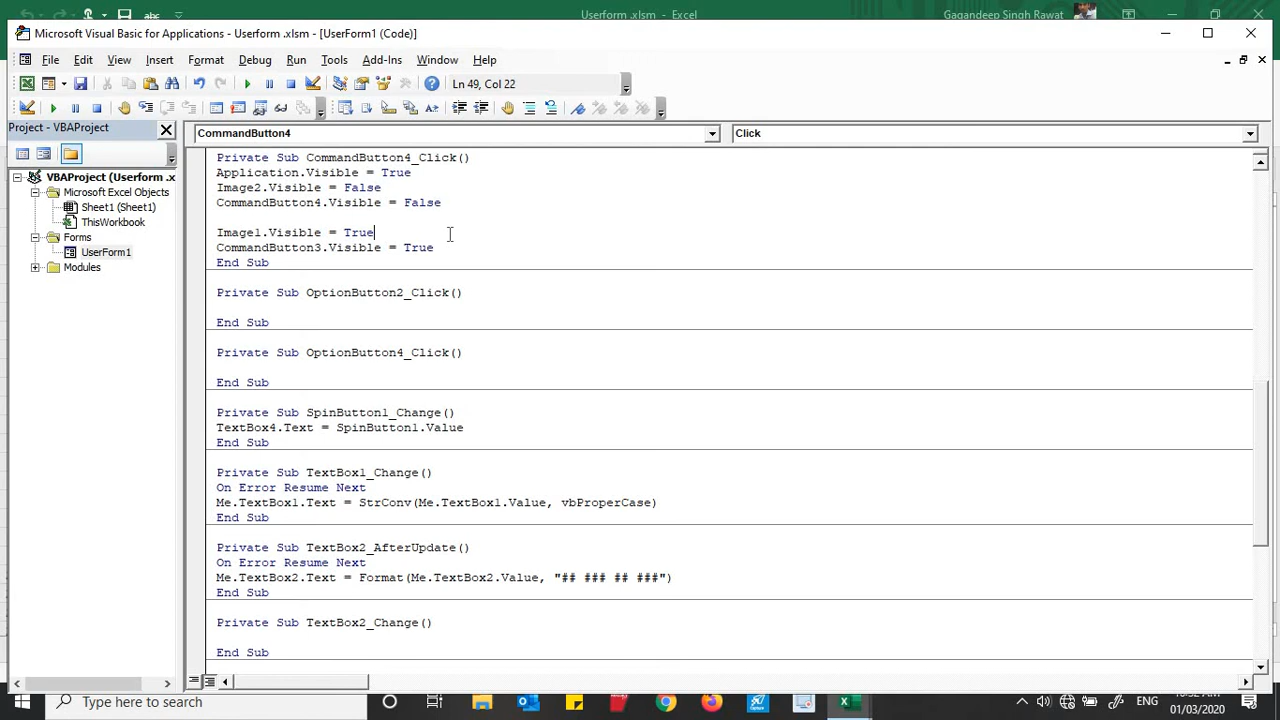 Userform .xlsm - Excel
Gagandeep Singh Rawat
Microsoft Visual Basic for Applications - Userform .xlsm - [UserForm1 (Code)]
File Edit View Insert Format Debug Run Tools Add-Ins Window Help
Ln 49, Col 22
Project - VBAProject
CommandButton4
Click
VBAProject (Userform .x
Microsoft Excel Objects
Sheet1 (Sheet1)
ThisWorkbook
Forms
UserForm1
Modules
Private Sub CommandButton4_Click()
Application.Visible = True
Image2.Visible = False
CommandButton4.Visible = False
Image1.Visible = True
CommandButton3.Visible = True
End Sub
Private Sub OptionButton2_Click()
End Sub
Private Sub OptionButton4_Click()
End Sub
Private Sub SpinButton1_Change()
TextBox4.Text = SpinButton1.Value
End Sub
Private Sub TextBox1_Change()
On Error Resume Next
Me.TextBox1.Text = StrConv(Me.TextBox1.Value, vbProperCase)
End Sub
Private Sub TextBox2_AfterUpdate()
On Error Resume Next
Me.TextBox2.Text = Format(Me.TextBox2.Value, "## ### ## ###")
End Sub
Private Sub TextBox2_Change()
End Sub
Type here to search
ENG
01/03/2020